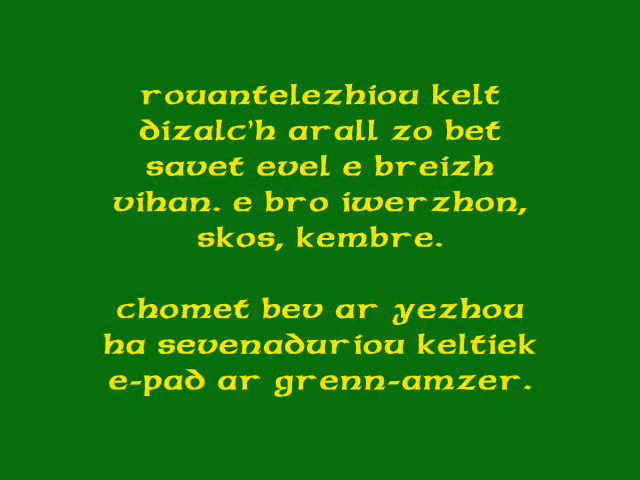 rouantelezhiou kelt
dizalc'h arall zo bet
savet evel e breizh
vihan. e bro iwerzhon,
skos, kembre.
chomet bev ar yezhou
ha sevenaduriou keltiek
e-pad ar grenn-amzer.